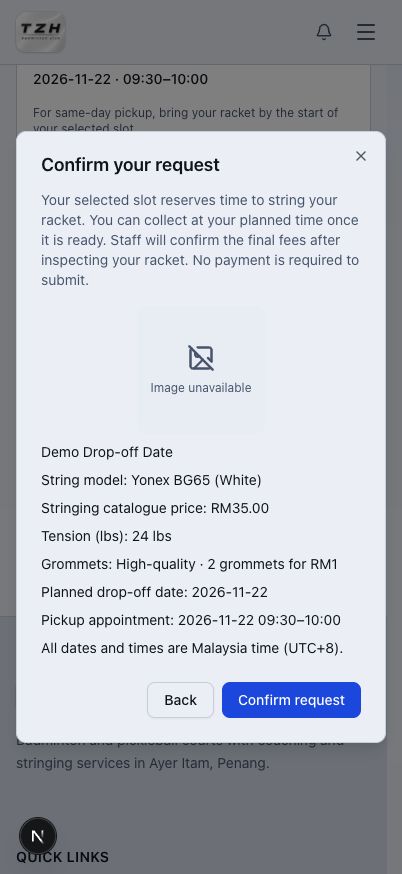 TZH
2026-11-22 · 09:30–10:00
For same-day pickup, bring your racket by the start of
your selected slot.
Confirm your request
Your selected slot reserves time to string your
racket. You can collect at your planned time once
it is ready. Staff will confirm the final fees after
inspecting your racket. No payment is required to
submit.
Image unavailable
Demo Drop-off Date
String model: Yonex BG65 (White)
Stringing catalogue price: RM35.00
Tension (lbs): 24 lbs
Grommets: High-quality · 2 grommets for RM1
Planned drop-off date: 2026-11-22
Pickup appointment: 2026-11-22 09:30–10:00
All dates and times are Malaysia time (UTC+8).
Back
Confirm request
Badminton and pickleball courts with coaching and
stringing services in Ayer Itam, Penang.
N
QUICK LINKS